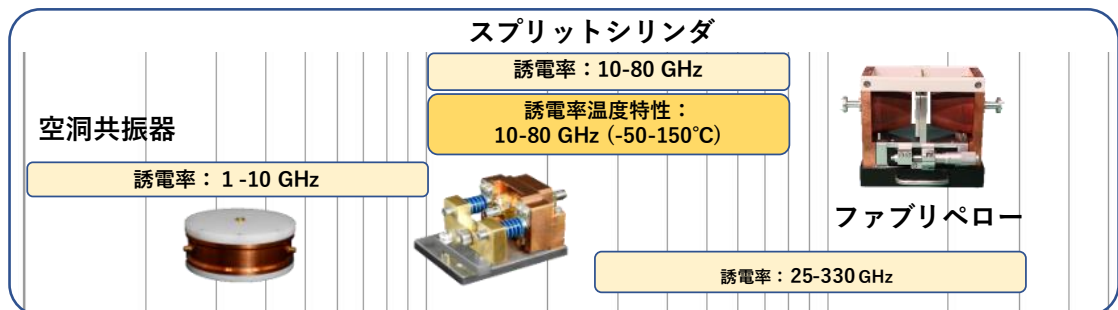 スプリットシリンダ
誘電率：10-80 GHz
誘電率温度特性：
10-80 GHz (-50-150℃)
空洞共振器
誘電率：1-10 GHz
ファブリペロー
誘電率：25-330 GHz